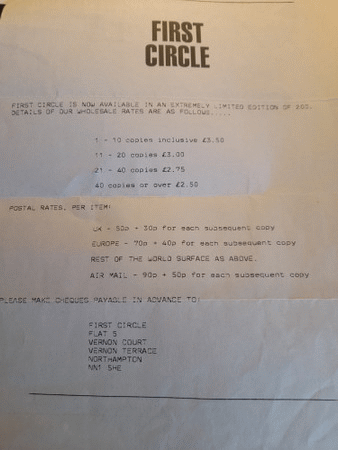 FIRST
CIRCLE
FIRST CIRCLE IS NOW AVAILABLE IN AN EXTREMELY LIMITED EDITION OF 200.
DETAILS OF OUR WHOLESALE RATES ARE AS FOLLOWS.....
1 - 10 copies inclusive £3.50
11 - 20 copies £3.00
21 - 40 copies £2.75
40 copies or over £2.50
POSTAL RATES, PER ITEM:
UK - 50p + 30p for each subsequent copy
EUROPE - 70p + 40p for each subsequent copy
REST OF THE WORLD SURFACE AS ABOVE.
AIR MAIL - 90p + 50p for each subsequent copy
PLEASE MAKE CHEQUES PAYABLE IN ADVANCE TO:
FIRST CIRCLE
FLAT 5
VERNON COURT
VERNON TERRACE
NORTHAMPTON
NN1 5HE